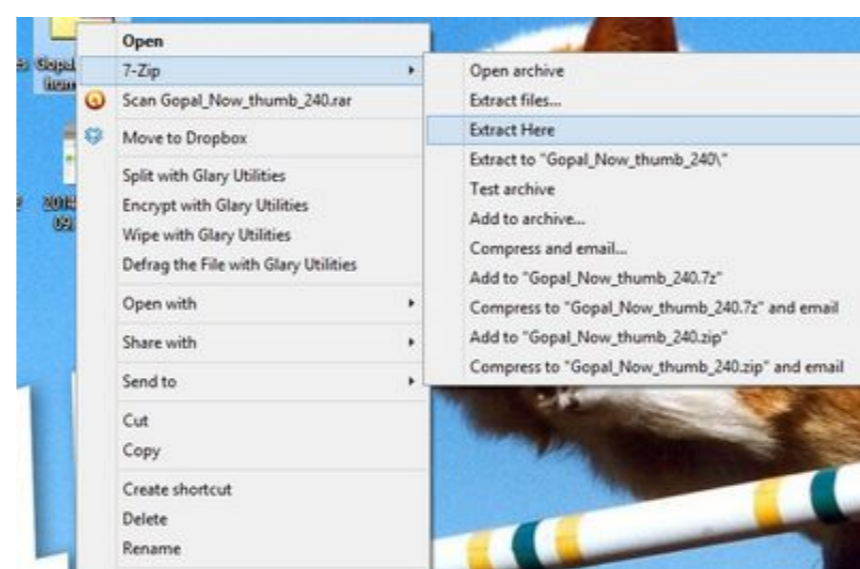 Gopal
Open
7-Zip
Scan Gopal_Now_thumb_240.rar
Move to Dropbox
Split with Glary Utilities
Encrypt with Glary Utilities
Wipe with Glary Utilities
Defrag the File with Glary Utilities
Open with
Share with
Send to
Cut
Copy
Create shortcut
Delete
Rename
Open archive
Extract files...
Extract Here
Extract to "Gopal_Now_thumb_240\"
Test archive
Add to archive...
Compress and email...
Add to "Gopal_Now_thumb_240.7z"
Compress to "Gopal_Now_thumb_240.7z" and email
Add to "Gopal_Now_thumb_240.zip"
Compress to "Gopal_Now_thumb_240.zip" and email